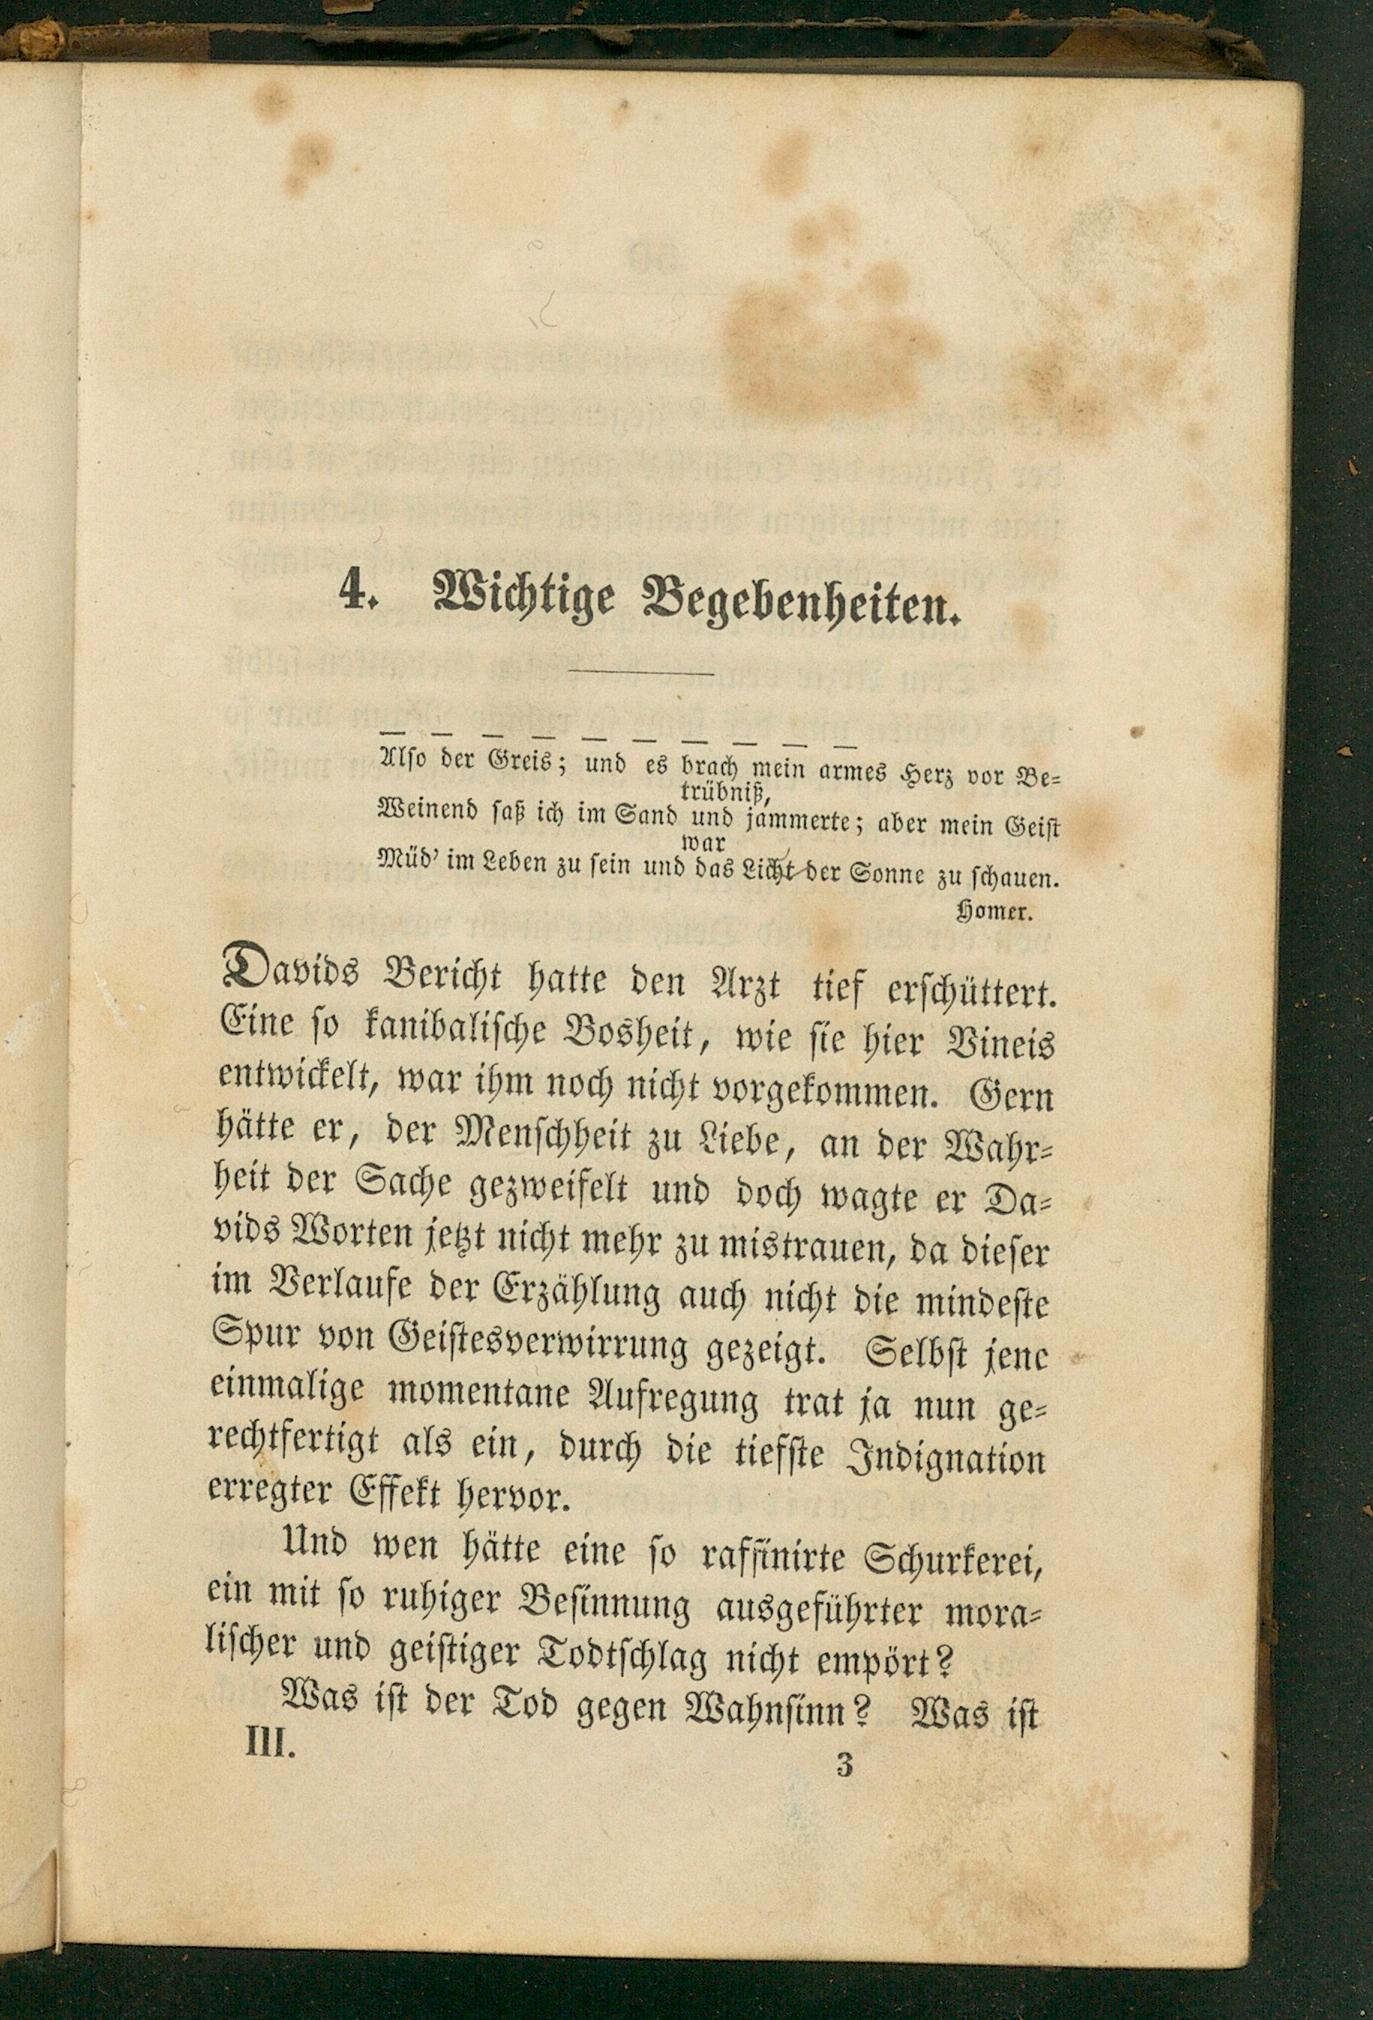 4. Wichtige Begebenheiten.
— — — — — — — — — —
Also der Greis; und es brach mein armes Herz vor Be-
trübniß,
Weinend saß ich im Sand und jammerte; aber mein Geist
war
Müd' im Leben zu sein und das Licht der Sonne zu schauen.
Homer.
Davids Bericht hatte den Arzt tief erschüttert.
Eine so kanibalische Bosheit, wie sie hier Vineis
entwickelt, war ihm noch nicht vorgekommen. Gern
hätte er, der Menschheit zu Liebe, an der Wahr-
heit der Sache gezweifelt und doch wagte er Da-
vids Worten jetzt nicht mehr zu mistrauen, da dieser
im Verlaufe der Erzählung auch nicht die mindeste
Spur von Geistesverwirrung gezeigt. Selbst jene
einmalige momentane Aufregung trat ja nun ge-
rechtfertigt als ein, durch die tiefste Indignation
erregter Effekt hervor.
Und wen hätte eine so raffinirte Schurkerei,
ein mit so ruhiger Besinnung ausgeführter mora-
lischer und geistiger Todtschlag nicht empört?
Was ist der Tod gegen Wahnsinn? Was ist
III. 3